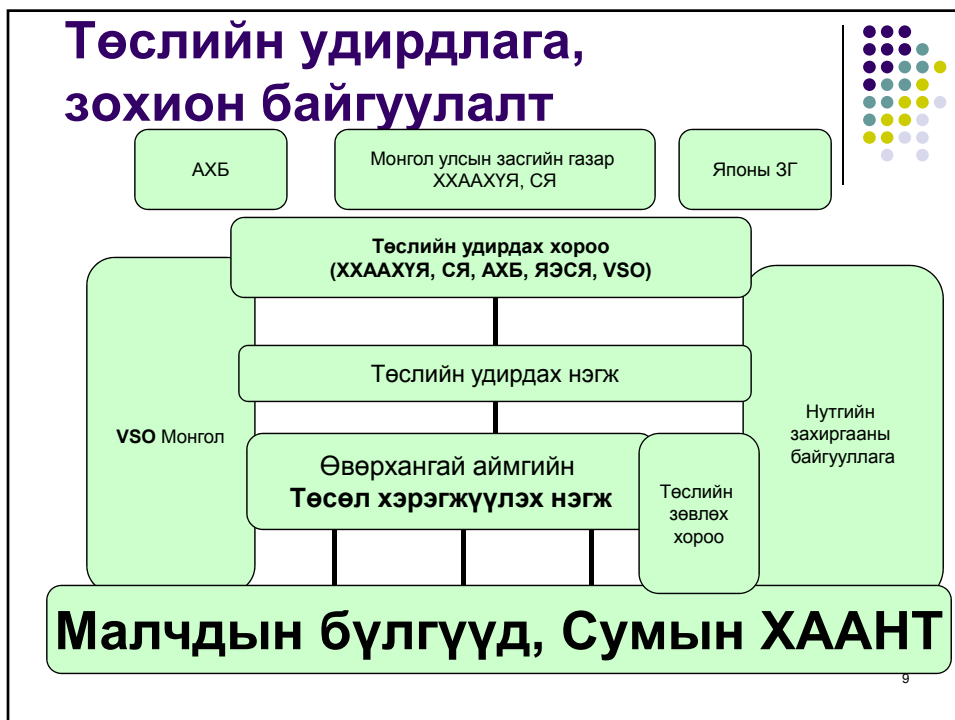 Төслийн удирдлага,
зохион байгуулалт
АХБ
Монгол улсын засгийн газар
ХХААХҮЯ, СЯ
Японы ЗГ
Төслийн удирдах хороо
(ХХААХҮЯ, СЯ, АХБ, ЯЭСЯ, VSO)
Төслийн удирдах нэгж
VSO Монгол
Өвөрхангай аймгийн
Төсөл хэрэгжүүлэх нэгж
Төслийн
зөвлөх
хороо
Нутгийн
захиргааны
байгууллага
Малчдын бүлгүүд, Сумын ХААНТ
9